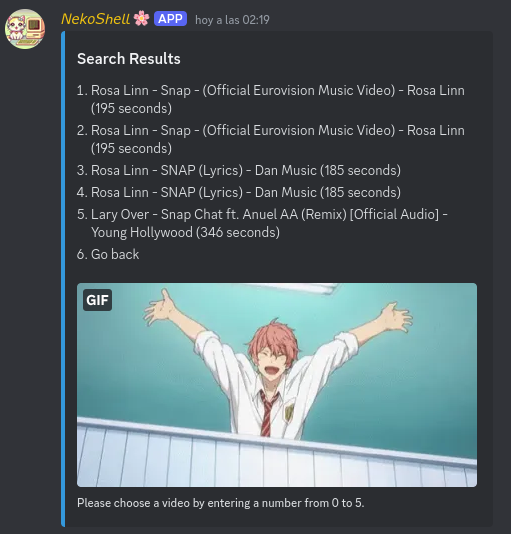 NekoShell🌸 APP hoy a las 02:19
Search Results
1. Rosa Linn - Snap - (Official Eurovision Music Video) - Rosa Linn
(195 seconds)
2. Rosa Linn - Snap - (Official Eurovision Music Video) - Rosa Linn
(195 seconds)
3. Rosa Linn - SNAP (Lyrics) - Dan Music (185 seconds)
4. Rosa Linn - SNAP (Lyrics) - Dan Music (185 seconds)
5. Lary Over - Snap Chat ft. Anuel AA (Remix) [Official Audio] -
Young Hollywood (346 seconds)
6. Go back
GIF
Please choose a video by entering a number from 0 to 5.